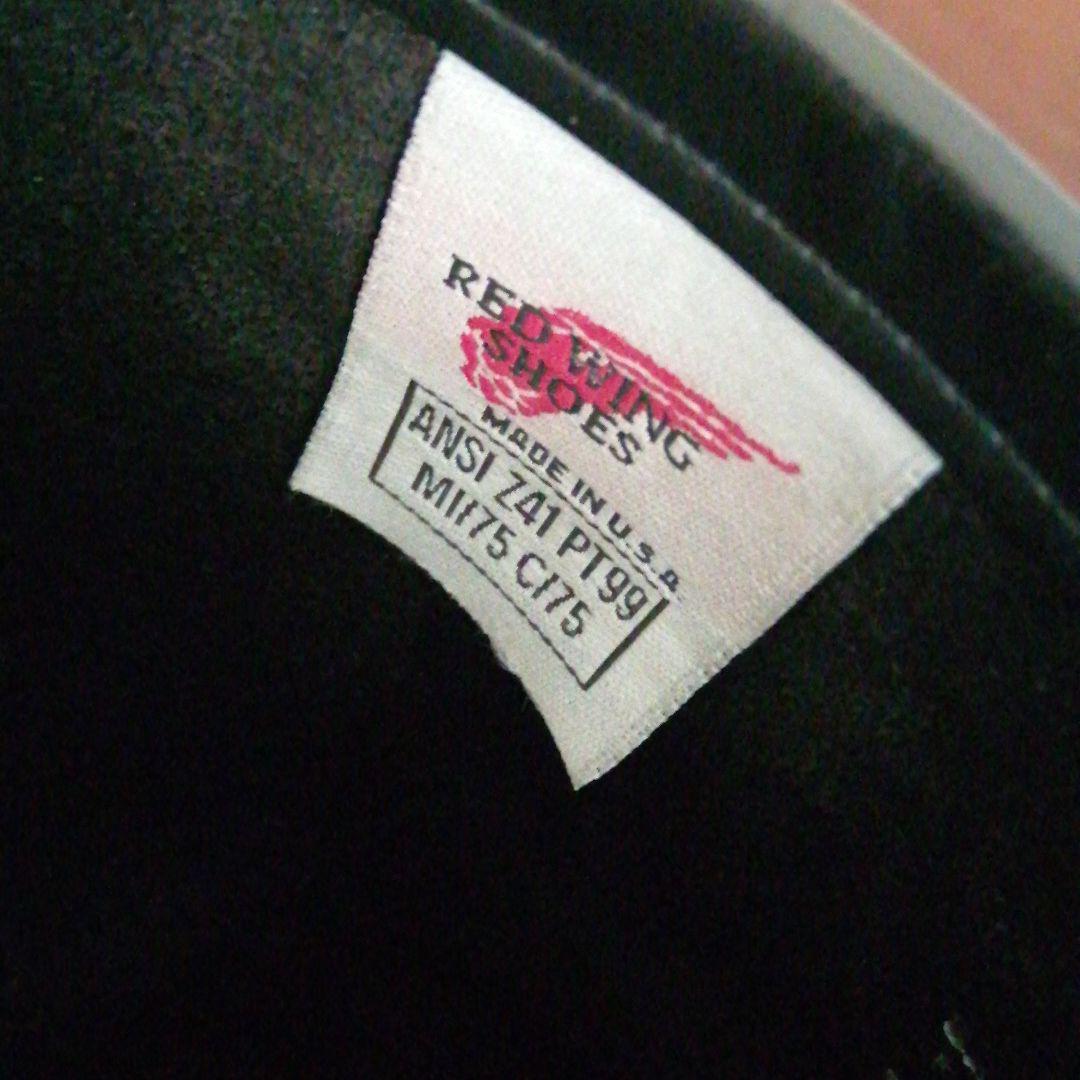 RED WING
SHOES
MADE IN U.S.A
ANSI Z41 PT99
MI/75 C/75